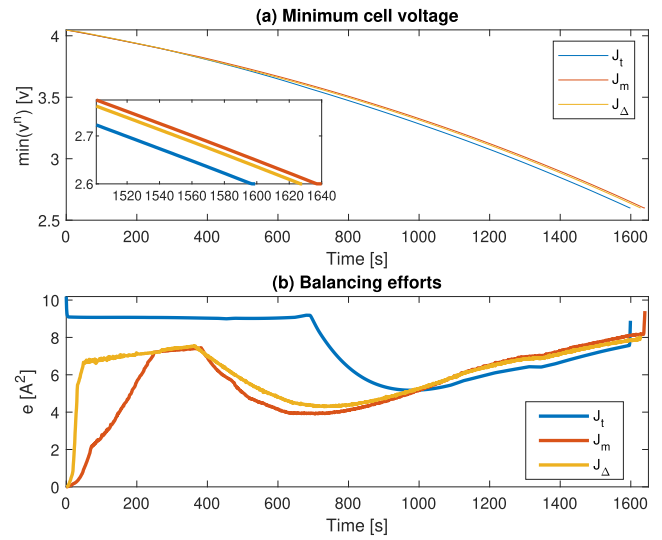 (a) Minimum cell voltage
min(vⁿ) [v]
4
3.5
3
2.5
J_t
J_m
J_Δ
2.7
2.6
1520 1540 1560 1580 1600 1620 1640
0 200 400 600 800 1000 1200 1400 1600
Time [s]
(b) Balancing efforts
e [A²]
10
8
6
4
2
0
J_t
J_m
J_Δ
0 200 400 600 800 1000 1200 1400 1600
Time [s]